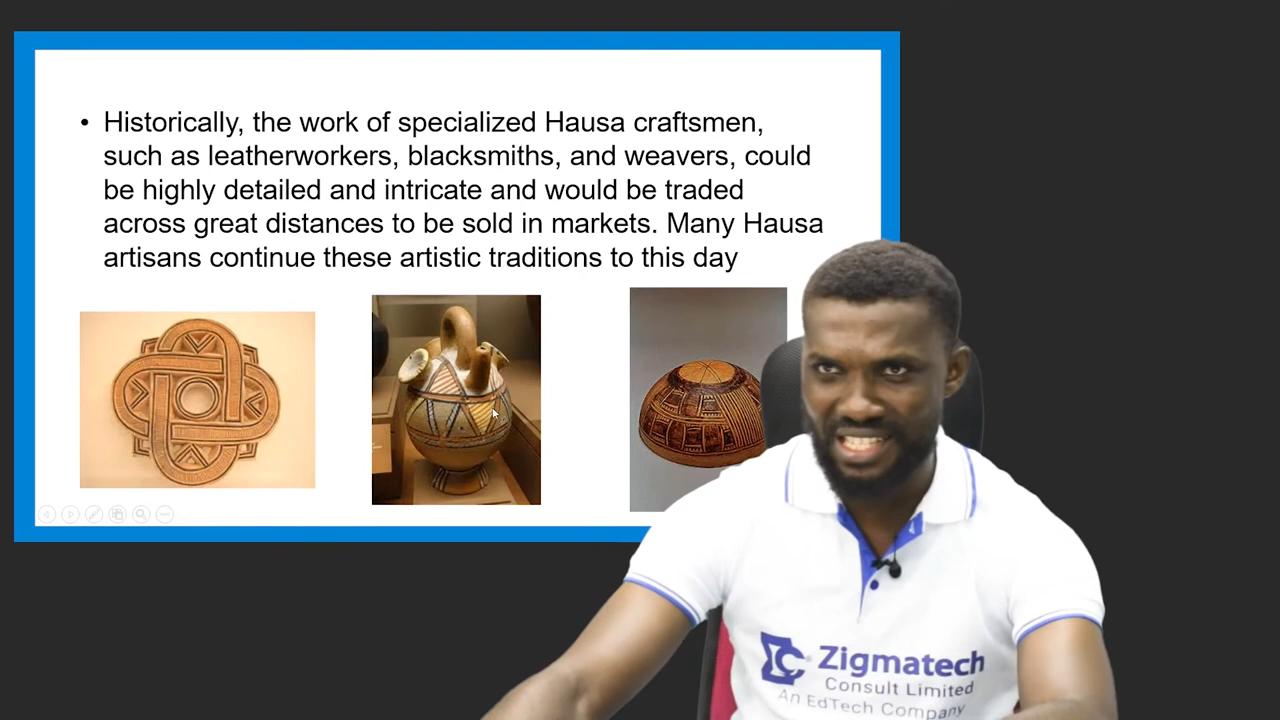 • Historically, the work of specialized Hausa craftsmen,
such as leatherworkers, blacksmiths, and weavers, could
be highly detailed and intricate and would be traded
across great distances to be sold in markets. Many Hausa
artisans continue these artistic traditions to this day
Zigmatech
Consult Limited
An EdTech Company